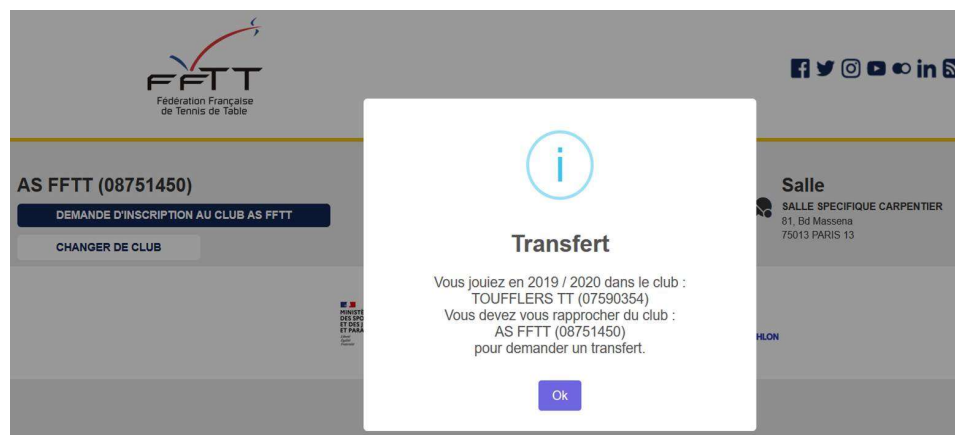 FFTT
Fédération Française
de Tennis de Table
AS FFTT (08751450)
DEMANDE D'INSCRIPTION AU CLUB AS FFTT
CHANGER DE CLUB
i
Transfert
Vous jouiez en 2019 / 2020 dans le club :
TOUFFLERS TT (07590354)
Vous devez vous rapprocher du club :
AS FFTT (08751450)
pour demander un transfert.
Ok
Salle
SALLE SPECIFIQUE CARPENTIER
81, Bd Massena
75013 PARIS 13
HLON